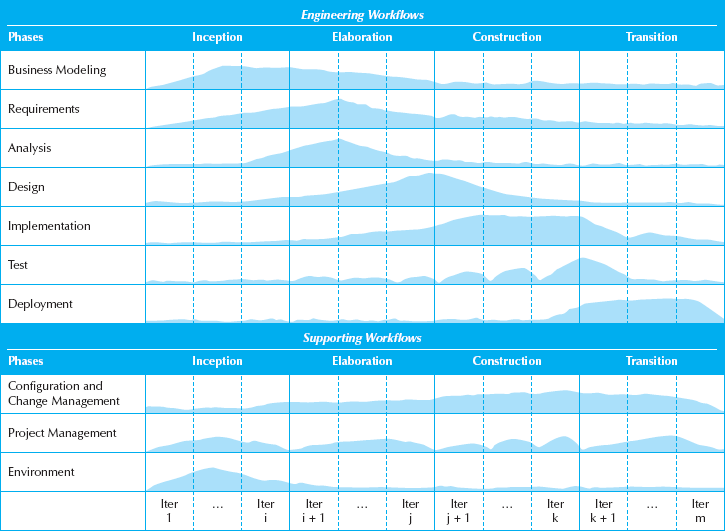 Engineering Workflows
Phases Inception Elaboration Construction Transition
Business Modeling
Requirements
Analysis
Design
Implementation
Test
Deployment
Supporting Workflows
Phases Inception Elaboration Construction Transition
Configuration and
Change Management
Project Management
Environment
Iter ... Iter Iter ... Iter Iter ... Iter Iter ... Iter
1 i i + 1 j j + 1 k k + 1 m